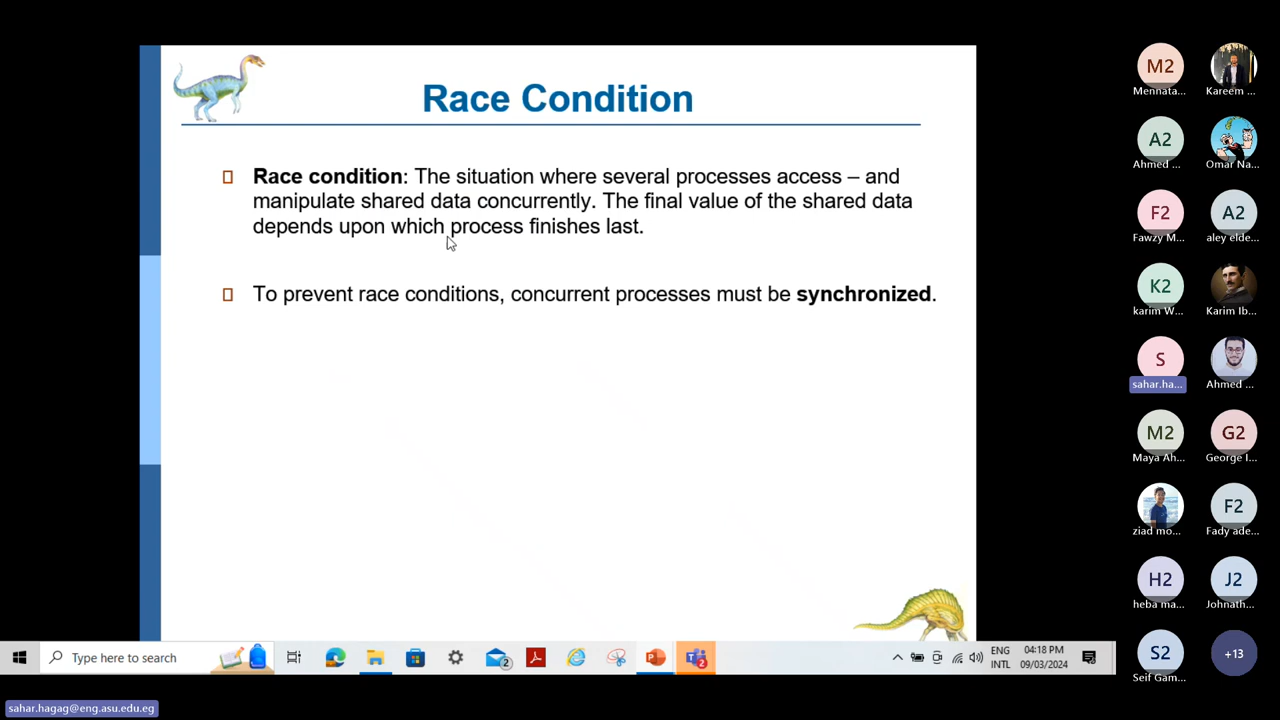 Race Condition
Race condition: The situation where several processes access – and
manipulate shared data concurrently. The final value of the shared data
depends upon which process finishes last.
To prevent race conditions, concurrent processes must be synchronized.
M2
Mennata...
Kareem ...
A2
Ahmed ...
Omar Na...
F2
Fawzy M...
A2
aley elde...
K2
karim W...
Karim Ib...
S
sahar.ha...
Ahmed ...
M2
Maya Ah...
G2
George I...
ziad mo...
F2
Fady ade...
H2
heba ma...
J2
Johnath...
S2
Seif Gam...
+13
Type here to search
2
2
ENG
INTL
04:18 PM
09/03/2024
sahar.hagag@eng.asu.edu.eg